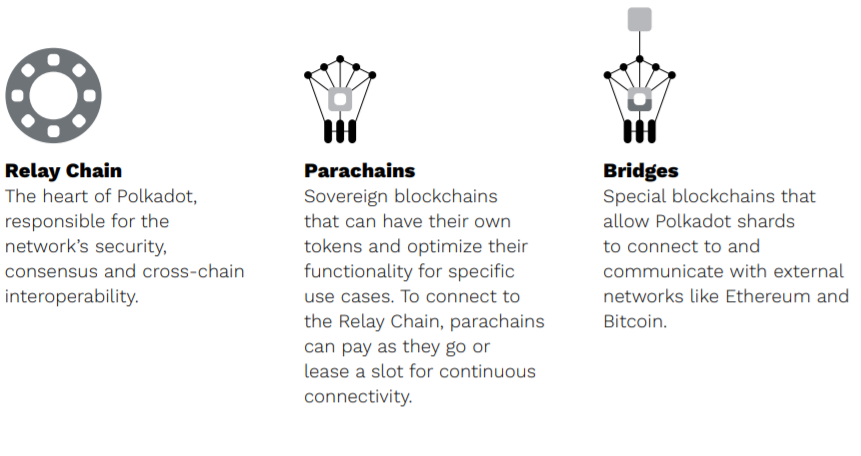 Relay Chain
The heart of Polkadot,
responsible for the
network's security,
consensus and cross-chain
interoperability.
Parachains
Sovereign blockchains
that can have their own
tokens and optimize their
functionality for specific
use cases. To connect to
the Relay Chain, parachains
can pay as they go or
lease a slot for continuous
connectivity.
Bridges
Special blockchains that
allow Polkadot shards
to connect to and
communicate with external
networks like Ethereum and
Bitcoin.